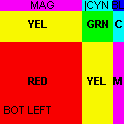 MAG CYN
YEL GRN C
RED YEL M
BOT LEFT